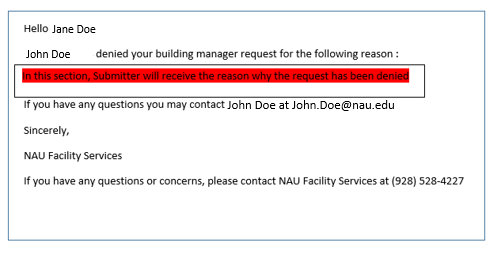 Hello Jane Doe
John Doe denied your building manager request for the following reason :
In this section, Submitter will receive the reason why the request has been denied
If you have any questions you may contact John Doe at John.Doe@nau.edu
Sincerely,
NAU Facility Services
If you have any questions or concerns, please contact NAU Facility Services at (928) 528-4227